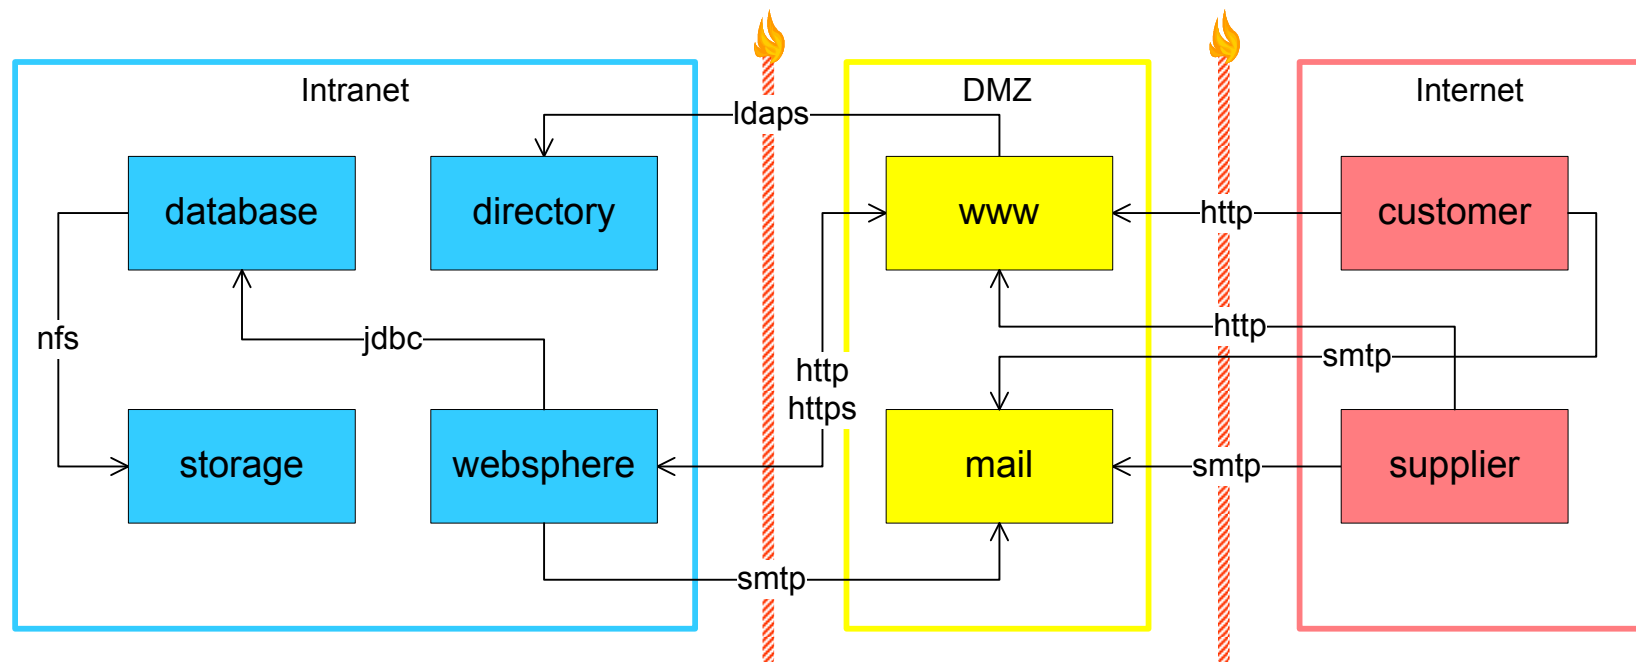 Intranet
DMZ
Internet
ldaps
database
directory
www
http
customer
nfs
jdbc
http
https
http
smtp
storage
websphere
mail
smtp
supplier
smtp